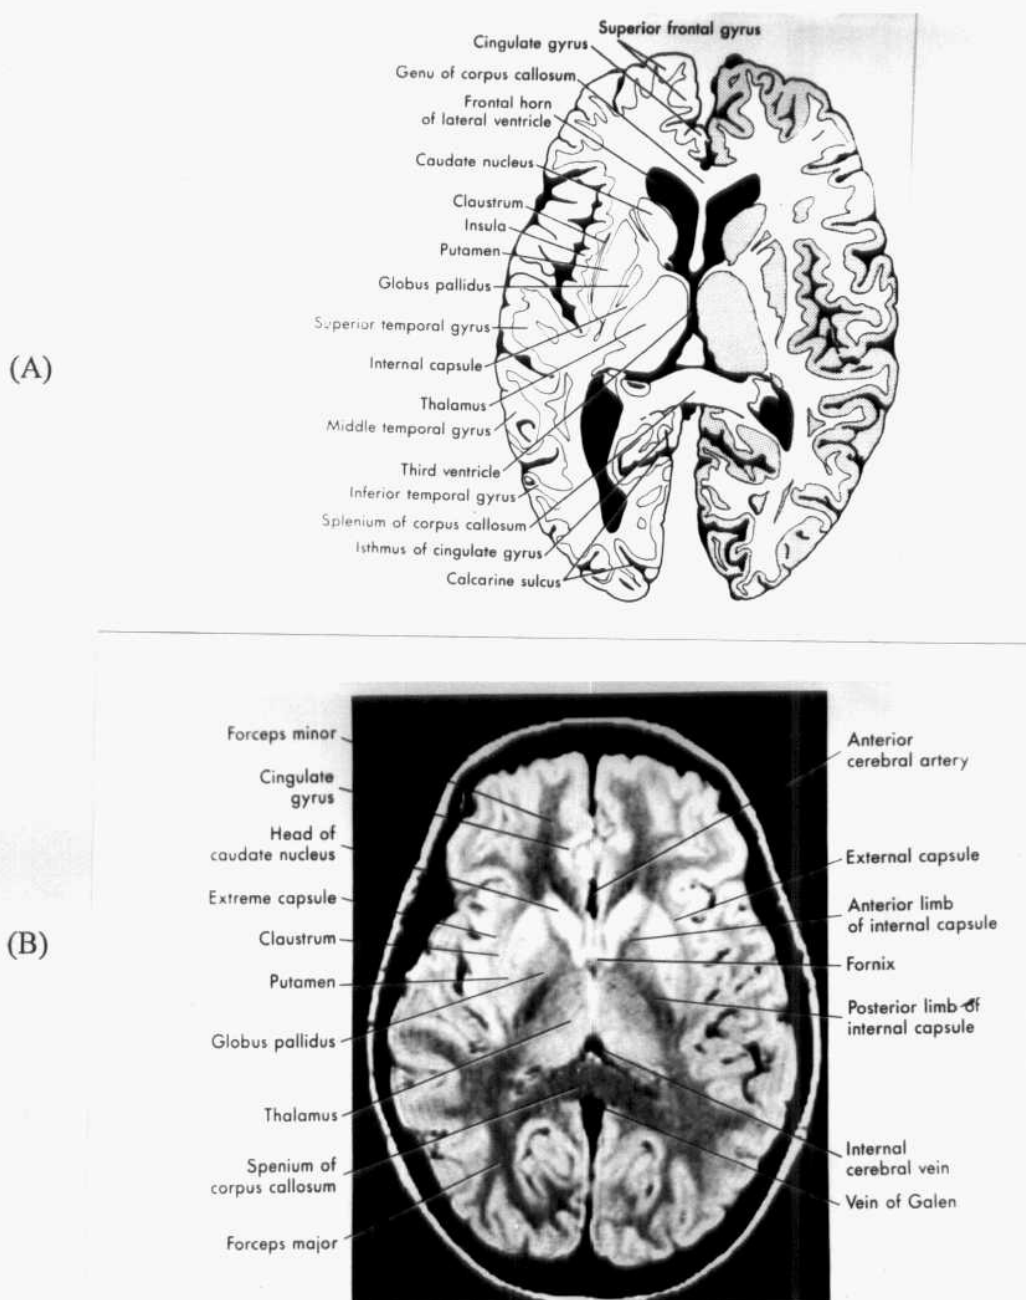 Superior frontal gyrus
Cingulate gyrus
Genu of corpus callosum
Frontal horn
of lateral ventricle
Caudate nucleus
Claustrum
Insula
Putamen
Globus pallidus
Superior temporal gyrus
(A)
Internal capsule
Thalamus
Middle temporal gyrus
Third ventricle
Inferior temporal gyrus
Splenium of corpus callosum
Isthmus of cingulate gyrus
Calcarine sulcus
Forceps minor
Cingulate
gyrus
Head of
caudate nucleus
Extreme capsule
Claustrum
(B)
Putamen
Globus pallidus
Thalamus
Spenium of
corpus callosum
Forceps major
Anterior
cerebral artery
External capsule
Anterior limb
of internal capsule
Fornix
Posterior limb of
internal capsule
Internal
cerebral vein
Vein of Galen